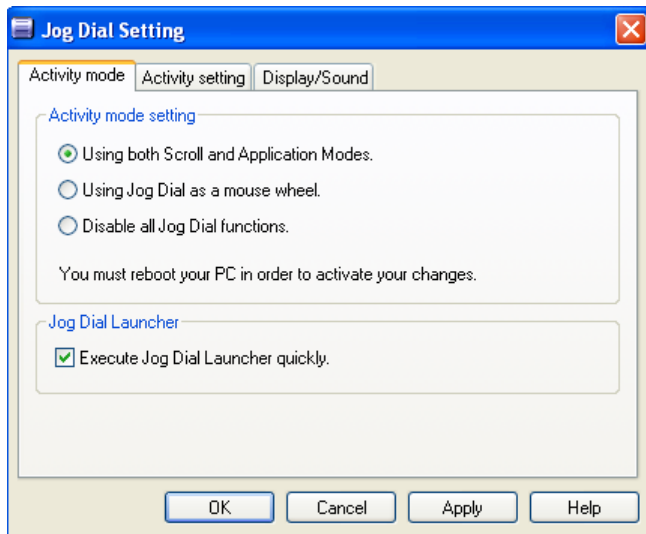 Jog Dial Setting
Activity mode Activity setting Display/Sound
Activity mode setting
Using both Scroll and Application Modes.
Using Jog Dial as a mouse wheel.
Disable all Jog Dial functions.
You must reboot your PC in order to activate your changes.
Jog Dial Launcher
Execute Jog Dial Launcher quickly.
OK Cancel Apply Help